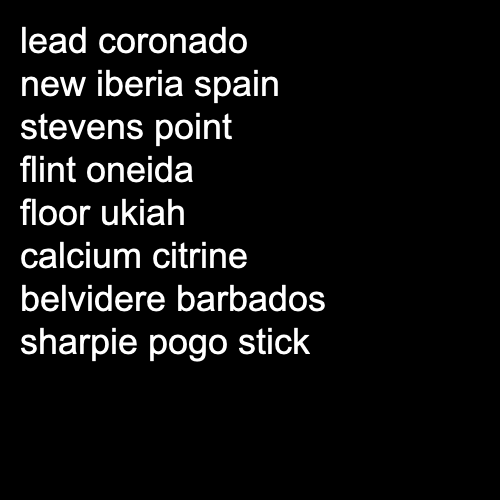 lead coronado
new iberia spain
stevens point
flint oneida
floor ukiah
calcium citrine
belvidere barbados
sharpie pogo stick